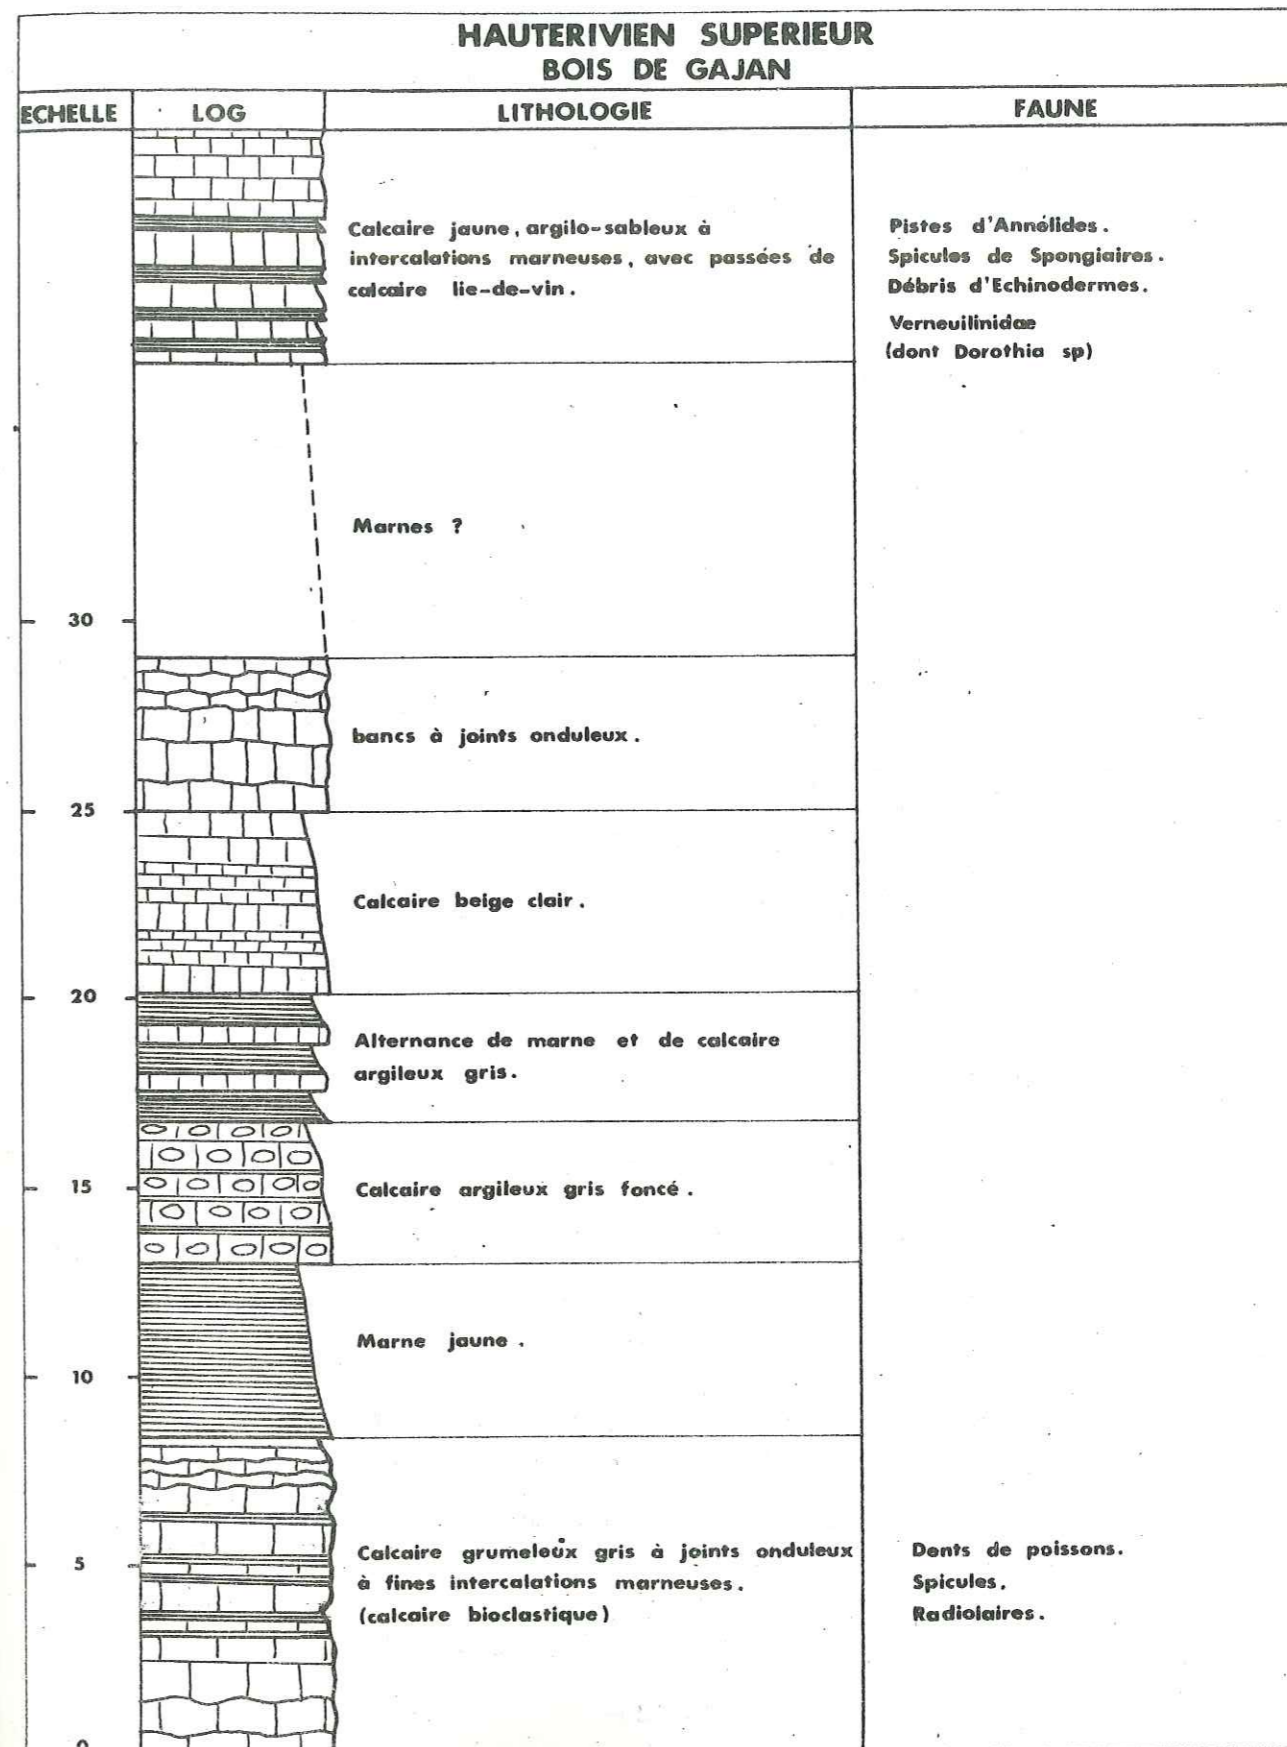 HAUTERIVIEN SUPERIEUR
BOIS DE GAJAN
ECHELLE LOG LITHOLOGIE FAUNE
Calcaire jaune, argilo-sableux à
intercalations marneuses, avec passées de
calcaire lie-de-vin.
Pistes d'Annélides.
Spicules de Spongiaires.
Débris d'Echinodermes.
Verneuilinidae
(dont Dorothia sp)
Marnes ?
30
bancs à joints onduleux.
25
Calcaire beige clair.
20
Alternance de marne et de calcaire
argileux gris.
15
Calcaire argileux gris foncé.
Marne jaune.
10
5
Calcaire grumeleux gris à joints onduleux
à fines intercalations marneuses.
(calcaire bioclastique)
Dents de poissons.
Spicules.
Radiolaires.
0